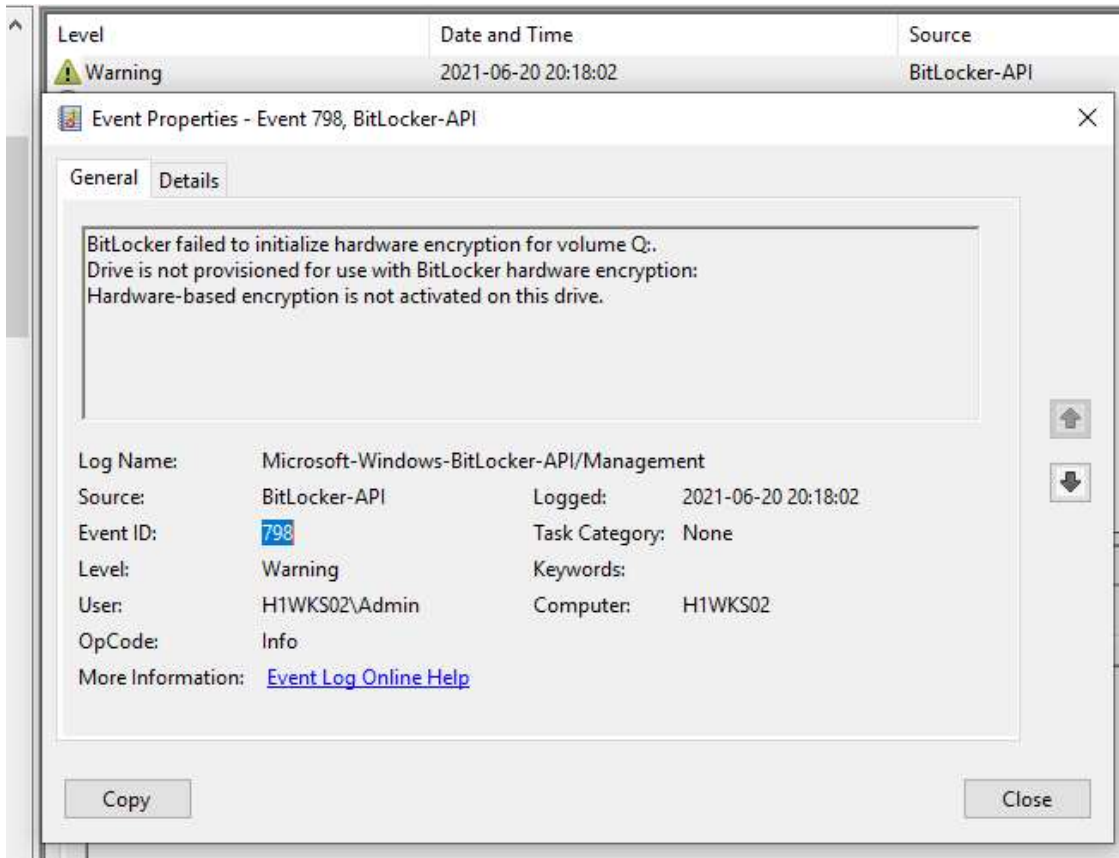 Level Date and Time Source
Warning 2021-06-20 20:18:02 BitLocker-API
Event Properties - Event 798, BitLocker-API
General Details
BitLocker failed to initialize hardware encryption for volume Q:.
Drive is not provisioned for use with BitLocker hardware encryption:
Hardware-based encryption is not activated on this drive.
Log Name: Microsoft-Windows-BitLocker-API/Management
Source: BitLocker-API Logged: 2021-06-20 20:18:02
Event ID: 798 Task Category: None
Level: Warning Keywords:
User: H1WKS02\Admin Computer: H1WKS02
OpCode: Info
More Information: Event Log Online Help
Copy Close